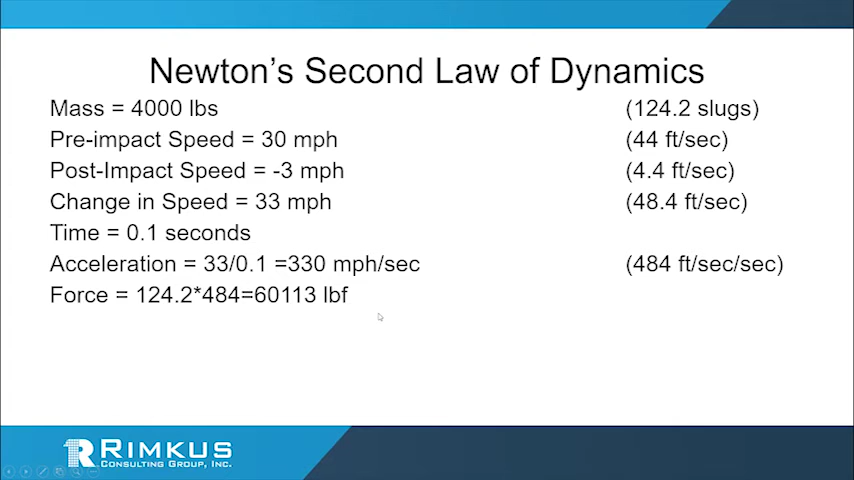 Newton's Second Law of Dynamics
Mass = 4000 lbs (124.2 slugs)
Pre-impact Speed = 30 mph (44 ft/sec)
Post-Impact Speed = -3 mph (4.4 ft/sec)
Change in Speed = 33 mph (48.4 ft/sec)
Time = 0.1 seconds
Acceleration = 33/0.1 =330 mph/sec (484 ft/sec/sec)
Force = 124.2*484=60113 lbf
RIMKUS
CONSULTING GROUP, INC.